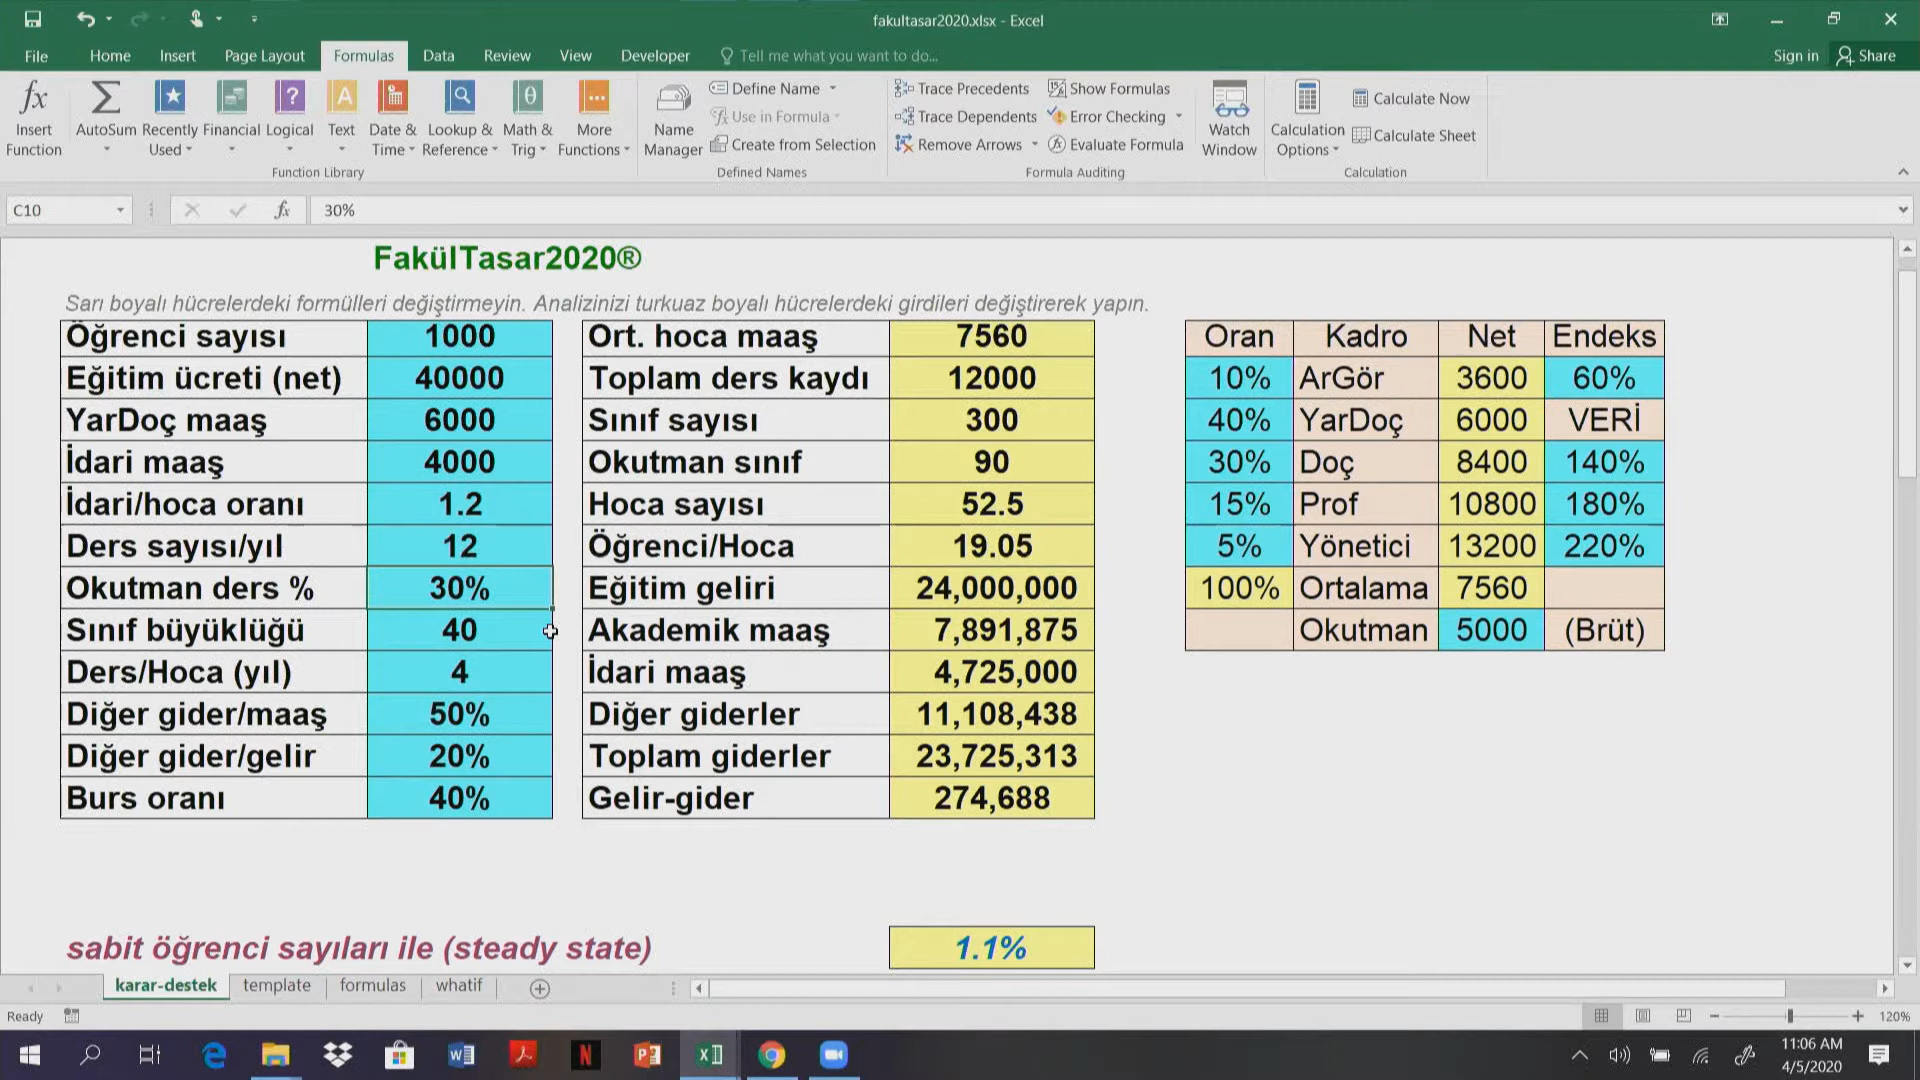 fakultasar2020.xlsx - Excel
File Home Insert Page Layout Formulas Data Review View Developer Tell me what you want to do... Sign in Share
fx Insert Function
AutoSum
Recently Used
Financial
Logical
Text
Date & Time
Lookup & Reference
Math & Trig
More Functions
Function Library
Name Manager
Define Name
Use in Formula
Create from Selection
Defined Names
Trace Precedents
Trace Dependents
Remove Arrows
Show Formulas
Error Checking
Evaluate Formula
Formula Auditing
Watch Window
Calculation Options
Calculate Now
Calculate Sheet
Calculation
C10 fx 30%
FakülTasar2020®
Sarı boyalı hücrelerdeki formülleri değiştirmeyin. Analizinizi turkuaz boyalı hücrelerdeki girdileri değiştirerek yapın.
Öğrenci sayısı 1000 Ort. hoca maaş 7560 Oran Kadro Net Endeks
Eğitim ücreti (net) 40000 Toplam ders kaydı 12000 10% ArGör 3600 60%
YarDoç maaş 6000 Sınıf sayısı 300 40% YarDoç 6000 VERİ
İdari maaş 4000 Okutman sınıf 90 30% Doç 8400 140%
İdari/hoca oranı 1.2 Hoca sayısı 52.5 15% Prof 10800 180%
Ders sayısı/yıl 12 Öğrenci/Hoca 19.05 5% Yönetici 13200 220%
Okutman ders % 30% Eğitim geliri 24,000,000 100% Ortalama 7560
Sınıf büyüklüğü 40 Akademik maaş 7,891,875 Okutman 5000 (Brüt)
Ders/Hoca (yıl) 4 İdari maaş 4,725,000
Diğer gider/maaş 50% Diğer giderler 11,108,438
Diğer gider/gelir 20% Toplam giderler 23,725,313
Burs oranı 40% Gelir-gider 274,688
sabit öğrenci sayıları ile (steady state) 1.1%
karar-destek template formulas whatif
Ready 120%
11:06 AM
4/5/2020